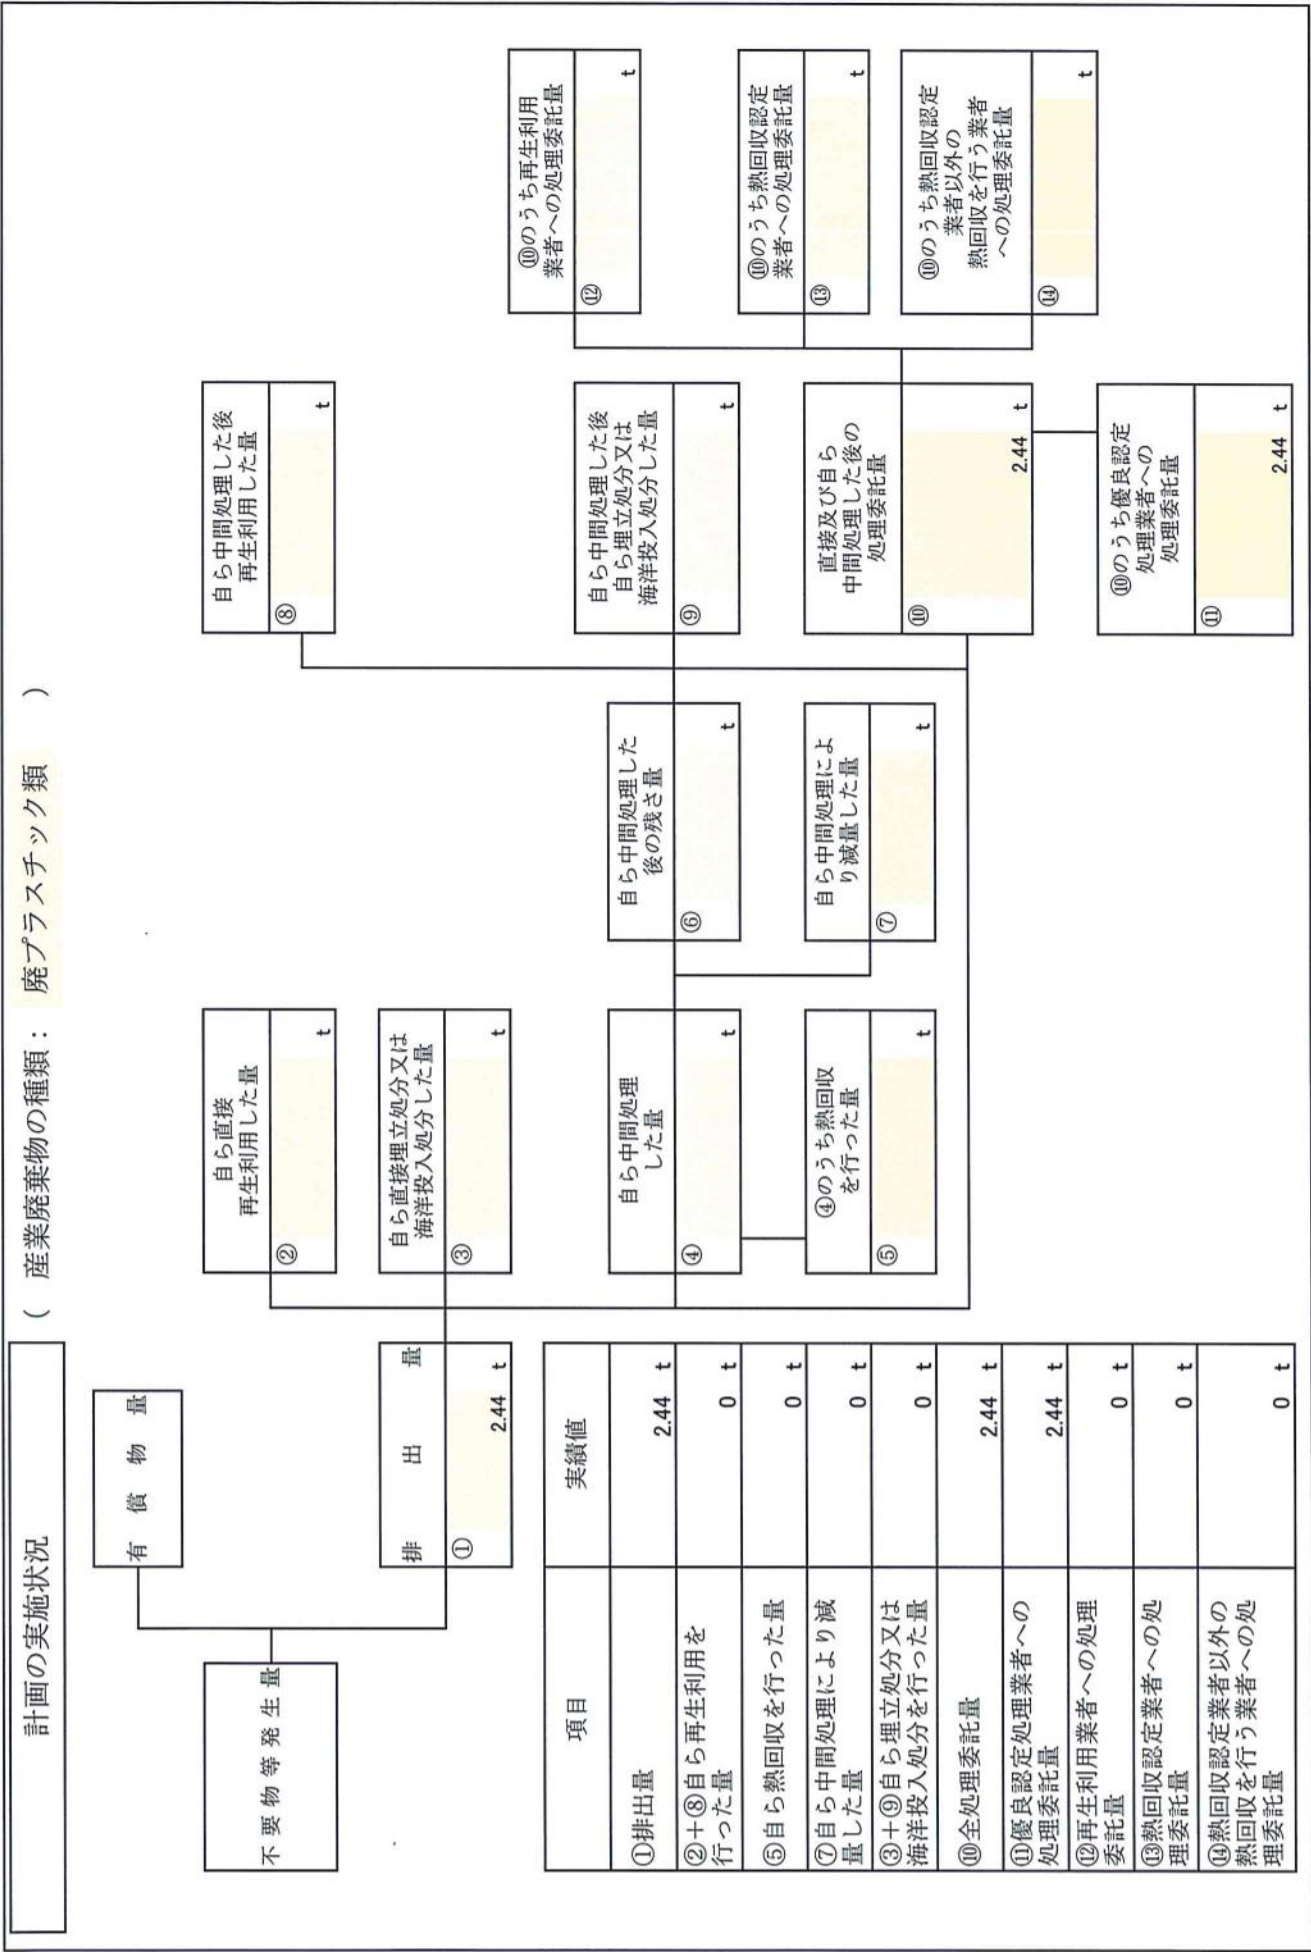 計画の実施状況
( 産業廃棄物の種類: 廃プラスチック類 )
有償物量
不要物等発生量
排出量
① 2.44 t
自ら直接
再生利用した量
② t
自ら直接埋立処分又は
海洋投入処分した量
③ t
自ら中間処理
した量
④ t
④のうち熱回収
を行った量
⑤ t
自ら中間処理した
後の残さ量
⑥ t
自ら中間処理によ
り減量した量
⑦ t
自ら中間処理した後
再生利用した量
⑧ t
自ら中間処理した後
自ら埋立処分又は
海洋投入処分した量
⑨ t
直接及び自ら
中間処理した後の
処理委託量
⑩ 2.44 t
⑩のうち優良認定
処理業者への
処理委託量
⑪ 2.44 t
⑩のうち再生利用
業者への処理委託量
⑫ t
⑩のうち熱回収認定
業者への処理委託量
⑬ t
⑩のうち熱回収認定
業者以外の
熱回収を行う業者
への処理委託量
⑭ t
項目 実績値
①排出量 2.44 t
②+⑧自ら再生利用を
行った量 0 t
⑤自ら熱回収を行った量 0 t
⑦自ら中間処理により減
量した量 0 t
③+⑨自ら埋立処分又は
海洋投入処分を行った量 0 t
⑩全処理委託量 2.44 t
⑪優良認定処理業者への
処理委託量 2.44 t
⑫再生利用業者への処理
委託量 0 t
⑬熱回収認定業者への処
理委託量 0 t
⑭熱回収認定業者以外の
熱回収を行う業者への処
理委託量 0 t